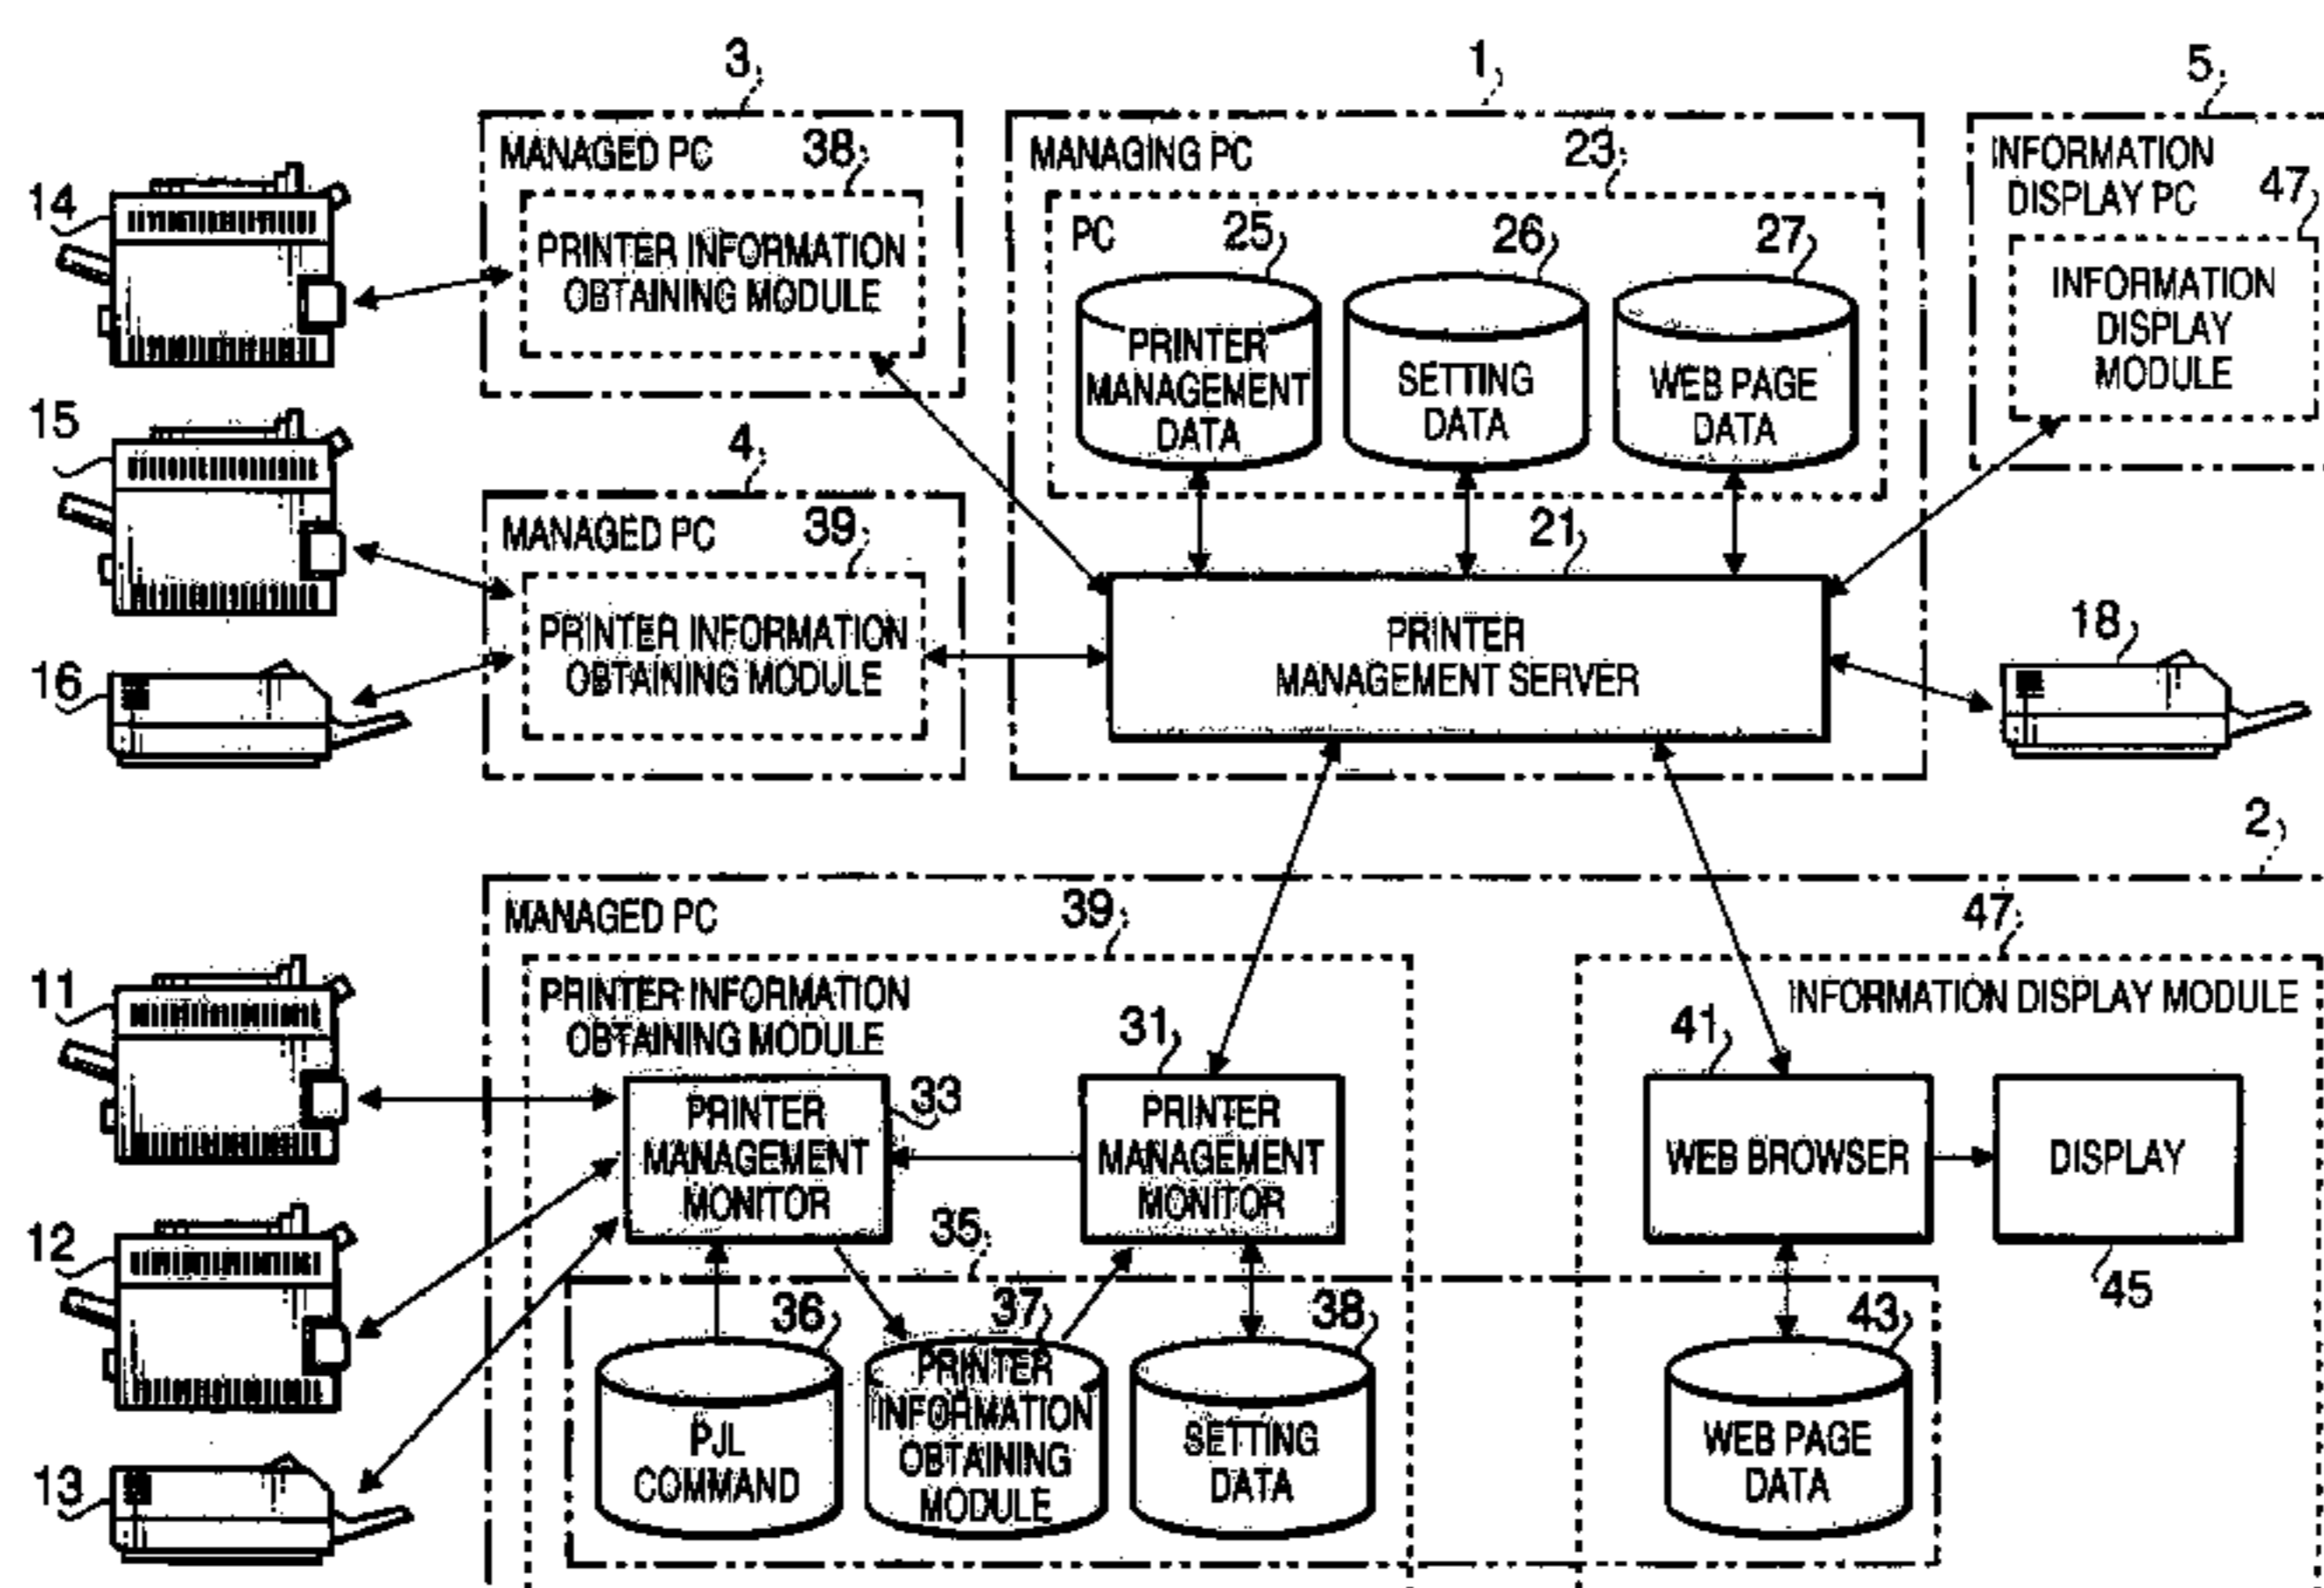 3
1
5
MANAGED PC
38
MANAGING PC
23
INFORMATION
DISPLAY PC
47
14
PRINTER INFORMATION
OBTAINING MODULE
PC
25
26
27
PRINTER
MANAGEMENT
DATA
SETTING
DATA
WEB PAGE
DATA
INFORMATION
DISPLAY
MODULE
15
4
MANAGED PC
39
21
16
PRINTER INFORMATION
OBTAINING MODULE
PRINTER
MANAGEMENT SERVER
18
2
MANAGED PC
39
47
11
PRINTER INFORMATION
OBTAINING MODULE
31
INFORMATION DISPLAY MODULE
41
PRINTER
MANAGEMENT
MONITOR
33
PRINTER
MANAGEMENT
MONITOR
WEB BROWSER
DISPLAY
12
35
45
36
37
38
43
PJL
COMMAND
PRINTER
INFORMATION
OBTAINING
MODULE
SETTING
DATA
WEB PAGE
DATA
13